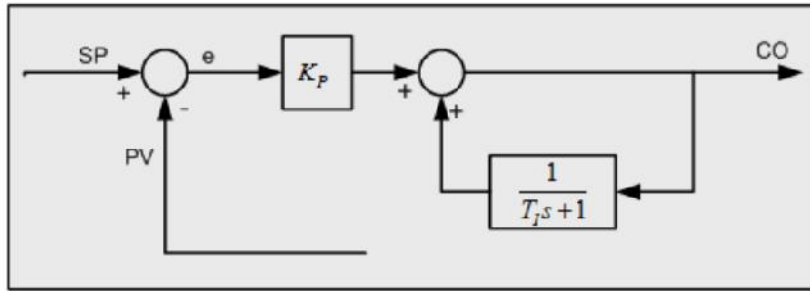 SP
e
K_P
CO
+
-
+
+
PV
1
T_I s + 1